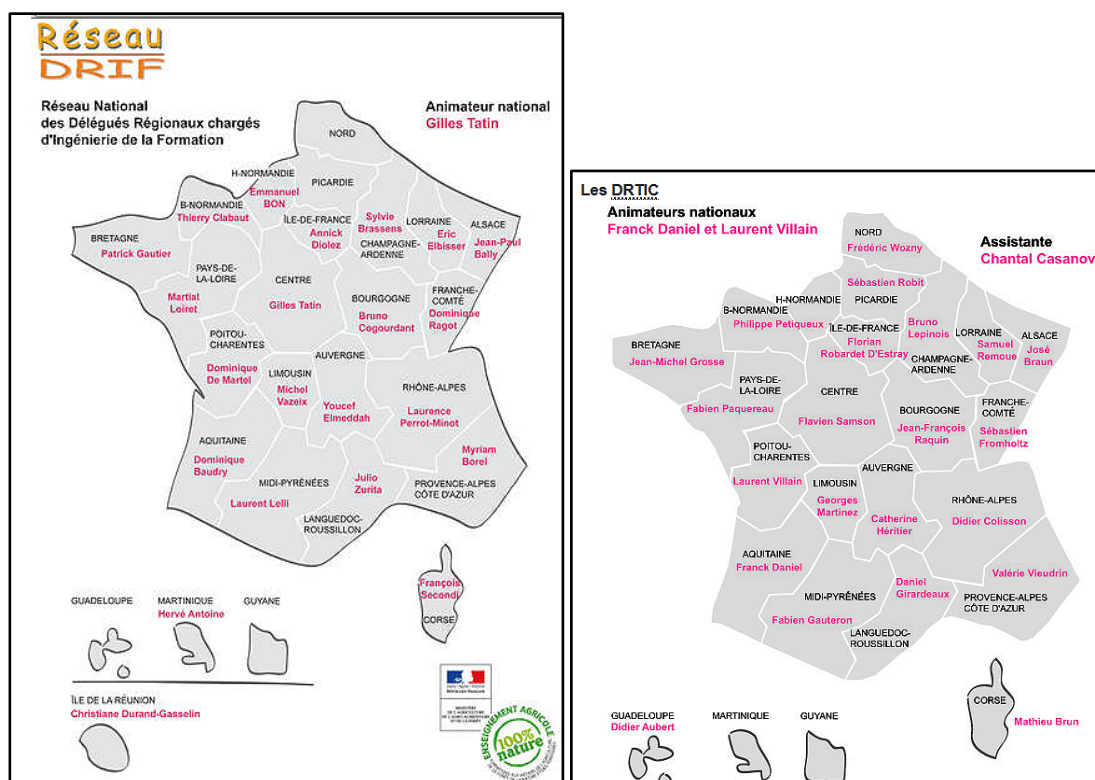 Réseau
DRIF
Réseau National
des Délégués Régionaux chargés
d'Ingénierie de la Formation
Animateur national
Gilles Tatin
NORD
H-NORMANDIE
Emmanuel
BON
PICARDIE
B-NORMANDIE
Thierry Clabaut
ÎLE-DE-FRANCE
Annick
Diolez
Sylvie
Brassens
CHAMPAGNE-
ARDENNE
LORRAINE
Eric
Elbisser
ALSACE
Jean-Paul
Bally
BRETAGNE
Patrick Gautier
PAYS-DE-
LA-LOIRE
Martial
Loiret
CENTRE
Gilles Tatin
BOURGOGNE
Bruno
Cogourdant
FRANCHE-
COMTÉ
Dominique
Ragot
POITOU-
CHARENTES
Dominique
De Martel
LIMOUSIN
Michel
Vazeix
AUVERGNE
Youcef
Elmeddah
RHÔNE-ALPES
Laurence
Perrot-Minot
AQUITAINE
Dominique
Baudry
MIDI-PYRÉNÉES
Laurent Lelli
Julio
Zurita
LANGUEDOC-
ROUSSILLON
Myriam
Borel
PROVENCE-ALPES
CÔTE D'AZUR
François
Secondi
CORSE
GUADELOUPE
MARTINIQUE
Hervé Antoine
GUYANE
ÎLE DE LA RÉUNION
Christiane Durand-Gasselin
ENSEIGNEMENT AGRICOLE
100%
nature
Les DRTIC
Animateurs nationaux
Franck Daniel et Laurent Villain
Assistante
Chantal Casanov
NORD
Frédéric Wozny
Sébastien Robit
H-NORMANDIE
PICARDIE
B-NORMANDIE
Philippe Petiqueux
ÎLE-DE-FRANCE
Florian
Robardet D'Estray
Bruno
Lepinois
CHAMPAGNE-
ARDENNE
LORRAINE
Samuel
Remoue
ALSACE
José
Braun
BRETAGNE
Jean-Michel Grosse
PAYS-DE-
LA-LOIRE
Fabien Paquereau
CENTRE
Flavien Samson
BOURGOGNE
Jean-François
Raquin
FRANCHE-
COMTÉ
Sébastien
Fromholtz
POITOU-
CHARENTES
Laurent Villain
LIMOUSIN
Georges
Martinez
AUVERGNE
Catherine
Héritier
RHÔNE-ALPES
Didier Colisson
AQUITAINE
Franck Daniel
MIDI-PYRÉNÉES
Fabien Gauteron
Daniel
Girardeaux
LANGUEDOC-
ROUSSILLON
Valérie Vieudrin
PROVENCE-ALPES
CÔTE D'AZUR
CORSE
Mathieu Brun
GUADELOUPE
Didier Aubert
MARTINIQUE
GUYANE